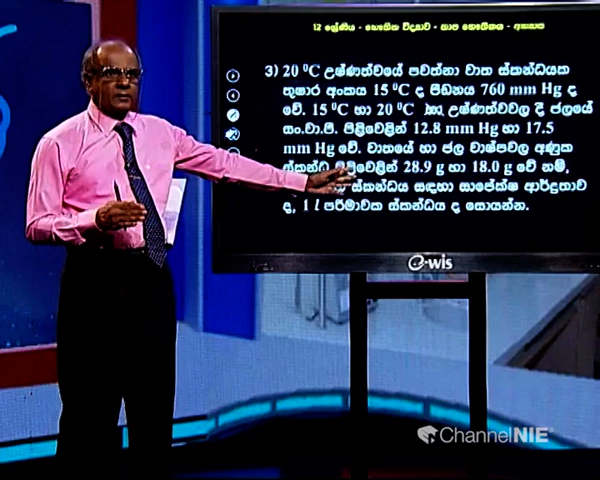 12 ශ්‍රේණිය - භෞතික විද්‍යාව - තාප භෞතිකය - අභ්‍යාස
3) 20 ⁰C උෂ්ණත්වයේ පවත්නා වාත ස්කන්ධයක
තුෂාර අංකය 15 ⁰C ද පීඩනය 760 mm Hg ද
වේ. 15 ⁰C හා 20 ⁰C උෂ්ණත්වවල දී ජලයේ
සං.වා.පී. පිළිවෙළින් 12.8 mm Hg හා 17.5
mm Hg වේ. වාතයේ හා ජල වාෂ්පවල අණුක
ස්කන්ධ පිළිවෙළින් 28.9 g හා 18.0 g වේ නම්,
ස්කන්ධය සඳහා සාපේක්ෂ ආර්ද්‍රතාව
ද, 1 l පරිමාවක ස්කන්ධය ද සොයන්න.
e-wis
ChannelNIE